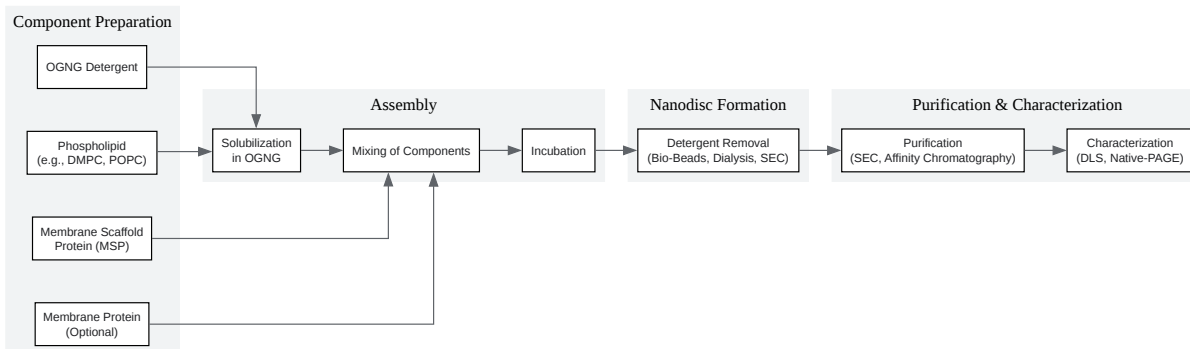 Component Preparation
OGNG Detergent
Phospholipid
(e.g., DMPC, POPC)
Membrane Scaffold
Protein (MSP)
Membrane Protein
(Optional)
Assembly
Solubilization
in OGNG
Mixing of Components
Incubation
Nanodisc Formation
Detergent Removal
(Bio-Beads, Dialysis, SEC)
Purification & Characterization
Purification
(SEC, Affinity Chromatography)
Characterization
(DLS, Native-PAGE)